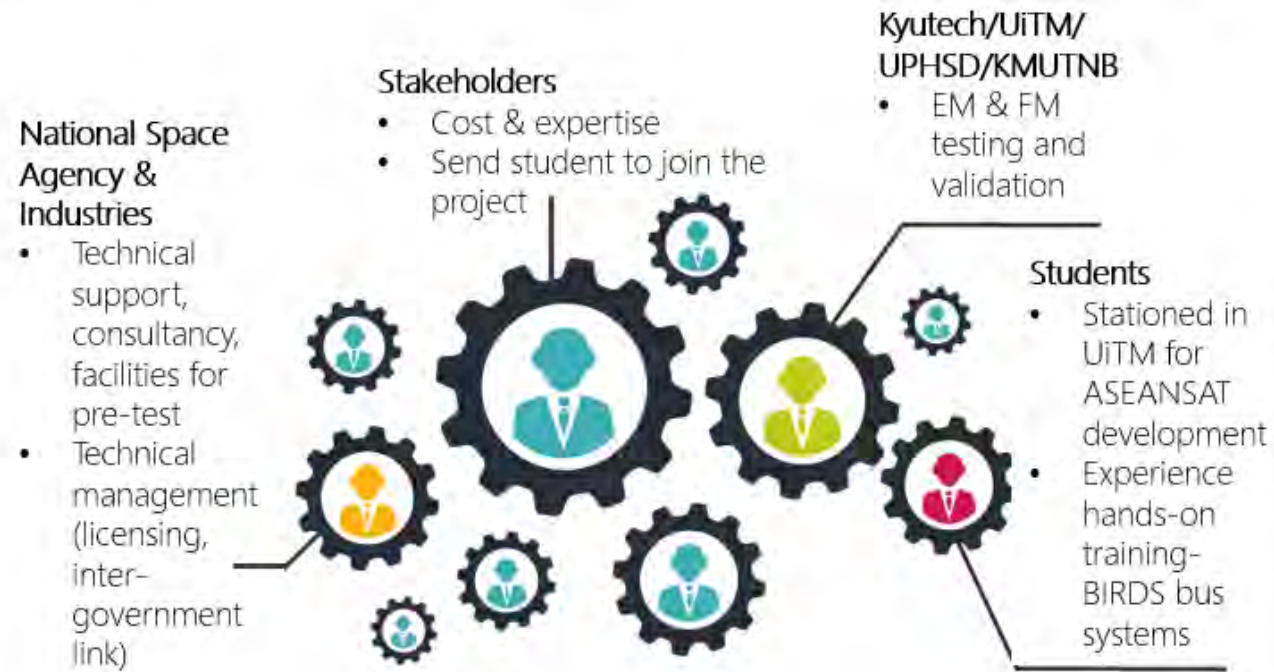 National Space
Agency &
Industries
• Technical
support,
consultancy,
facilities for
pre-test
• Technical
management
(licensing,
inter-
government
link)
Stakeholders
• Cost & expertise
• Send student to join the
project
Kyutech/UiTM/
UPHSD/KMUTNB
• EM & FM
testing and
validation
Students
• Stationed in
UiTM for
ASEANSAT
development
• Experience
hands-on
training-
BIRDS bus
systems